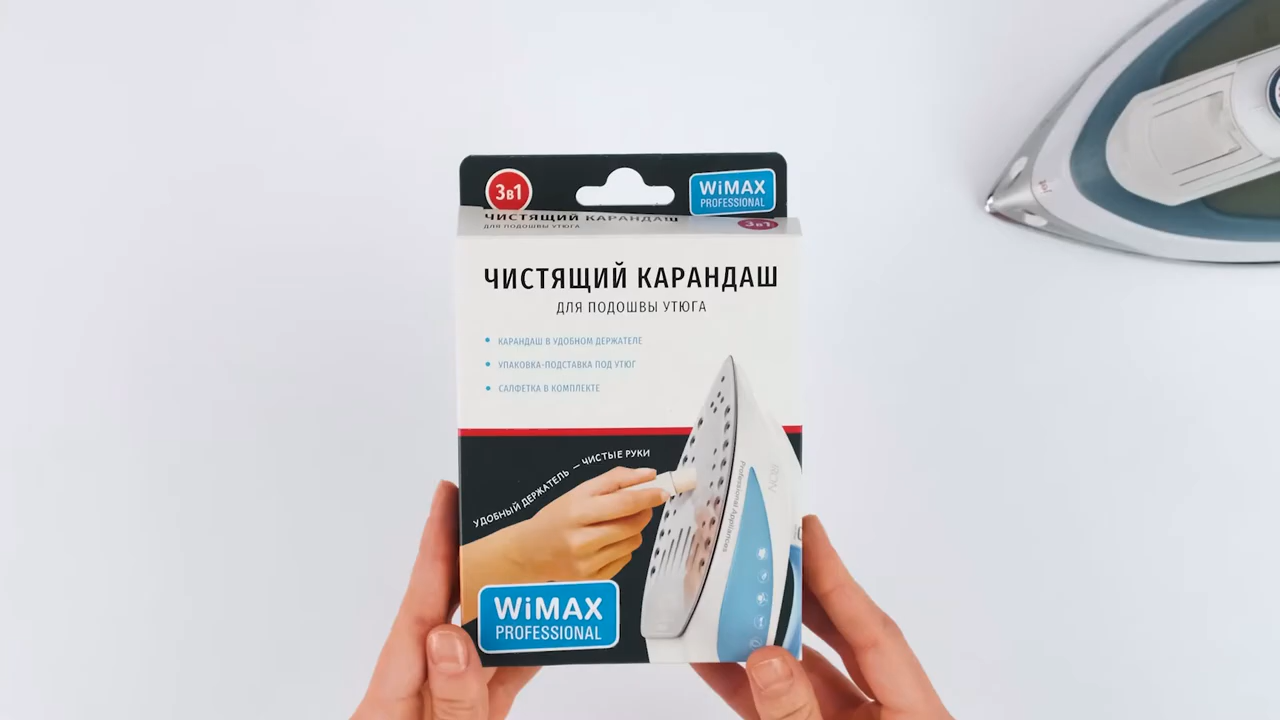 3в1
WiMAX
PROFESSIONAL
ЧИСТЯЩИЙ КАРАНДАШ
ДЛЯ ПОДОШВЫ УТЮГА
3в1
ЧИСТЯЩИЙ КАРАНДАШ
ДЛЯ ПОДОШВЫ УТЮГА
• КАРАНДАШ В УДОБНОМ ДЕРЖАТЕЛЕ
• УПАКОВКА-ПОДСТАВКА ПОД УТЮГ
• САЛФЕТКА В КОМПЛЕКТЕ
УДОБНЫЙ ДЕРЖАТЕЛЬ — ЧИСТЫЕ РУКИ
Professional Appliances
WiMAX
PROFESSIONAL